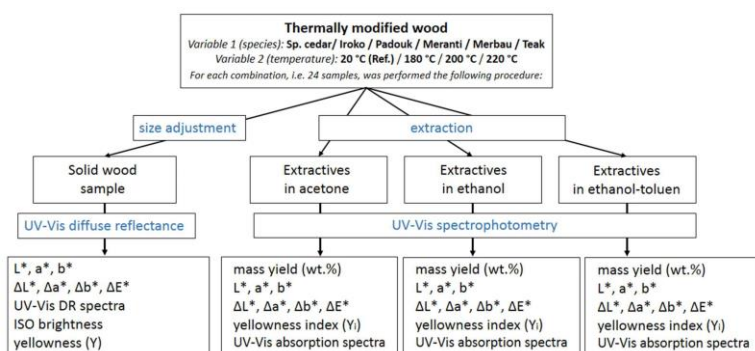 Thermally modified wood
Variable 1 (species): Sp. cedar/ Iroko / Padouk / Meranti / Merbau / Teak
Variable 2 (temperature): 20 °C (Ref.) / 180 °C / 200 °C / 220 °C
For each combination, i.e. 24 samples, was performed the following procedure:
size adjustment
extraction
Solid wood
sample
Extractives
in acetone
Extractives
in ethanol
Extractives
in ethanol-toluen
UV-Vis diffuse reflectance
UV-Vis spectrophotometry
L*, a*, b*
ΔL*, Δa*, Δb*, ΔE*
UV-Vis DR spectra
ISO brightness
yellowness (Y)
mass yield (wt.%)
L*, a*, b*
ΔL*, Δa*, Δb*, ΔE*
yellowness index (Yᵢ)
UV-Vis absorption spectra
mass yield (wt.%)
L*, a*, b*
ΔL*, Δa*, Δb*, ΔE*
yellowness index (Yᵢ)
UV-Vis absorption spectra
mass yield (wt.%)
L*, a*, b*
ΔL*, Δa*, Δb*, ΔE*
yellowness index (Yᵢ)
UV-Vis absorption spectra